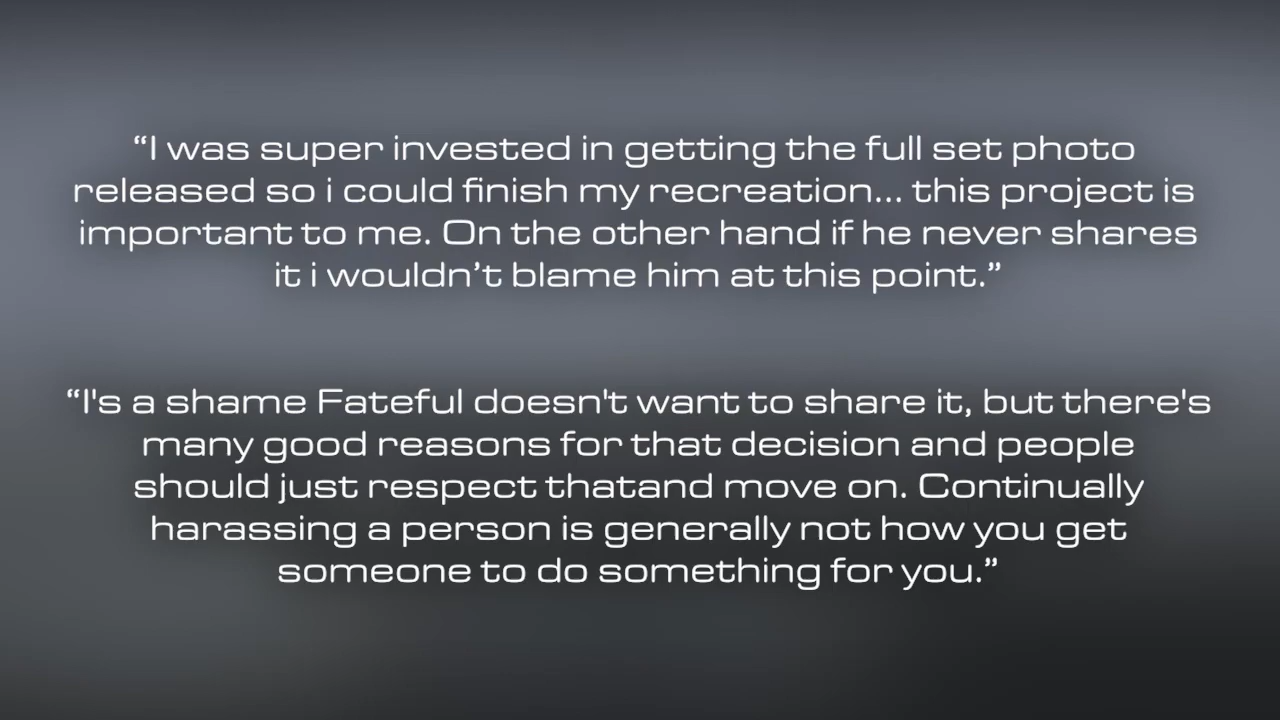 “I was super invested in getting the full set photo
released so i could finish my recreation... this project is
important to me. On the other hand if he never shares
it i wouldn’t blame him at this point.”
“I's a shame Fateful doesn't want to share it, but there's
many good reasons for that decision and people
should just respect thatand move on. Continually
harassing a person is generally not how you get
someone to do something for you.”